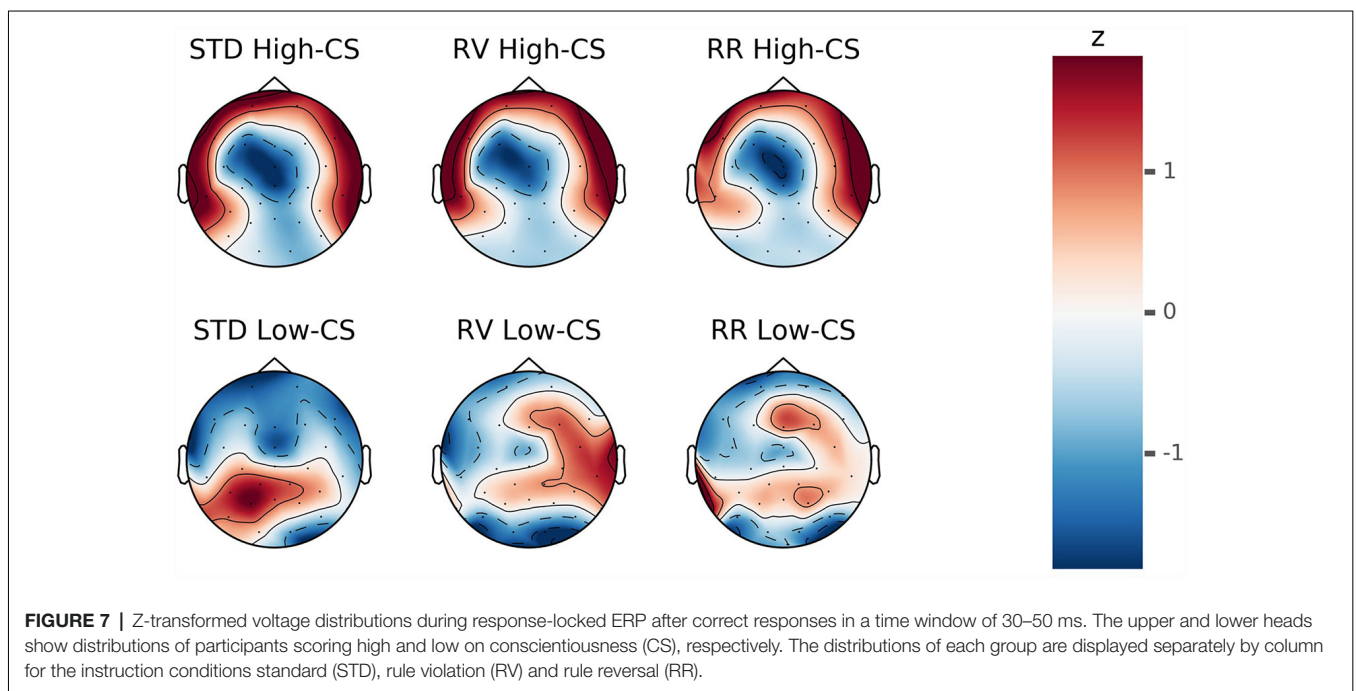 STD High-CS RV High-CS RR High-CS z
1
0
-1
STD Low-CS RV Low-CS RR Low-CS
FIGURE 7 | Z-transformed voltage distributions during response-locked ERP after correct responses in a time window of 30–50 ms. The upper and lower heads
show distributions of participants scoring high and low on conscientiousness (CS), respectively. The distributions of each group are displayed separately by column
for the instruction conditions standard (STD), rule violation (RV) and rule reversal (RR).